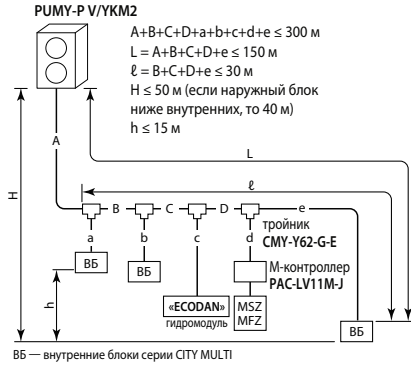 PUMY-P V/YKM2
A+B+C+D+a+b+c+d+e ≤ 300 м
L = A+B+C+D+e ≤ 150 м
ℓ = B+C+D+e ≤ 30 м
H ≤ 50 м (если наружный блок
ниже внутренних, то 40 м)
h ≤ 15 м
A
L
H
ℓ
B
C
D
e
тройник
CMY-Y62-G-E
a
b
c
d
М-контроллер
PAC-LV11M-J
ВБ
ВБ
h
«ECODAN»
гидромодуль
MSZ
MFZ
ВБ
ВБ — внутренние блоки серии CITY MULTI